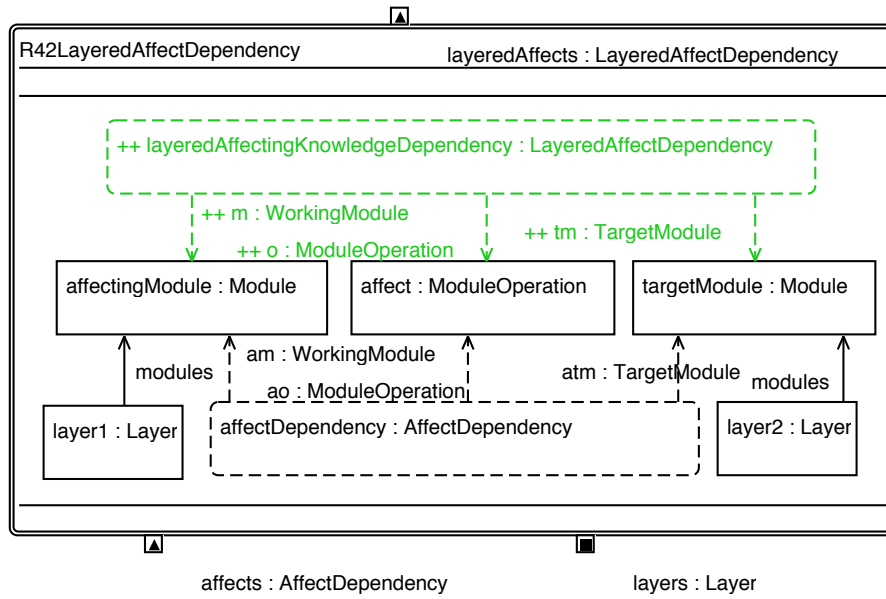 R42LayeredAffectDependency
layeredAffects : LayeredAffectDependency
++ layeredAffectingKnowledgeDependency : LayeredAffectDependency
++ m : WorkingModule
++ tm : TargetModule
++ o : ModuleOperation
affectingModule : Module
affect : ModuleOperation
targetModule : Module
am : WorkingModule
modules
atm : TargetModule
modules
ao : ModuleOperation
layer1 : Layer
affectDependency : AffectDependency
layer2 : Layer
affects : AffectDependency
layers : Layer